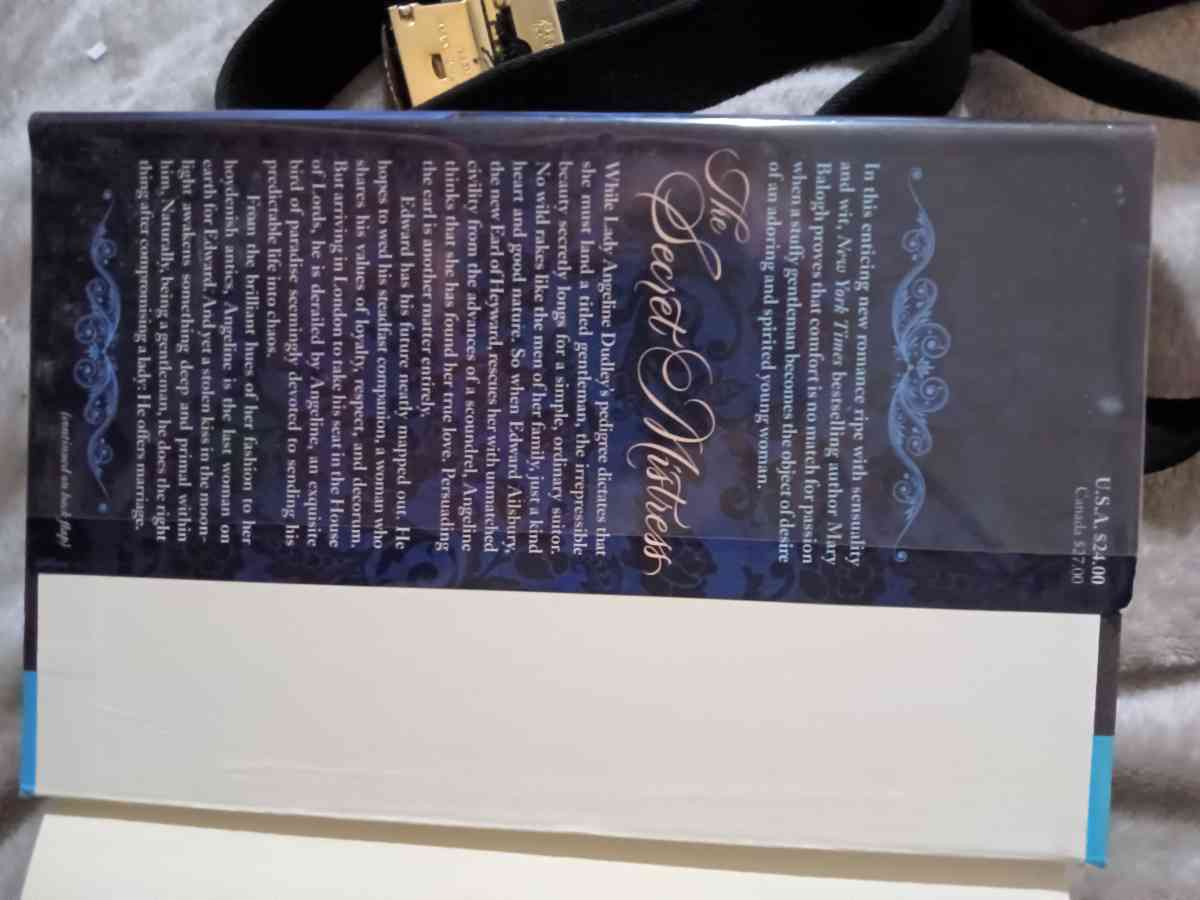 U.S.A. $24.00
Canada $27.00
In this enticing new romance ripe with sensuality
and wit, New York Times bestselling author Mary
Balogh proves that comfort is no match for passion
when a stuffy gentleman becomes the object of desire
of an adoring and spirited young woman.
The
Secret Mistress
While Lady Angeline Dudley's pedigree dictates that
she must land a titled gentleman, the irrepressible
beauty secretly longs for a simple, ordinary suitor.
No wild rakes like the men of her family, just a kind
heart and good nature. So when Edward Ailsbury,
the new Earl of Heyward, rescues her with unmatched
civility from the advances of a scoundrel, Angeline
thinks that she has found her true love. Persuading
the earl is another matter entirely.
Edward has his future neatly mapped out. He
hopes to wed his steadfast companion, a woman who
shares his values of loyalty, respect, and decorum.
But arriving in London to take his seat in the House
of Lords, he is derailed by Angeline, an exquisite
bird of paradise seemingly devoted to sending his
predictable life into chaos.
From the brilliant hues of her fashion to her
hoydenish antics, Angeline is the last woman on
earth for Edward. And yet a stolen kiss in the moon-
light awakens something deep and primal within
him. Naturally, being a gentleman, he does the right
thing after compromising a lady: He offers marriage.
(continued on back flap)